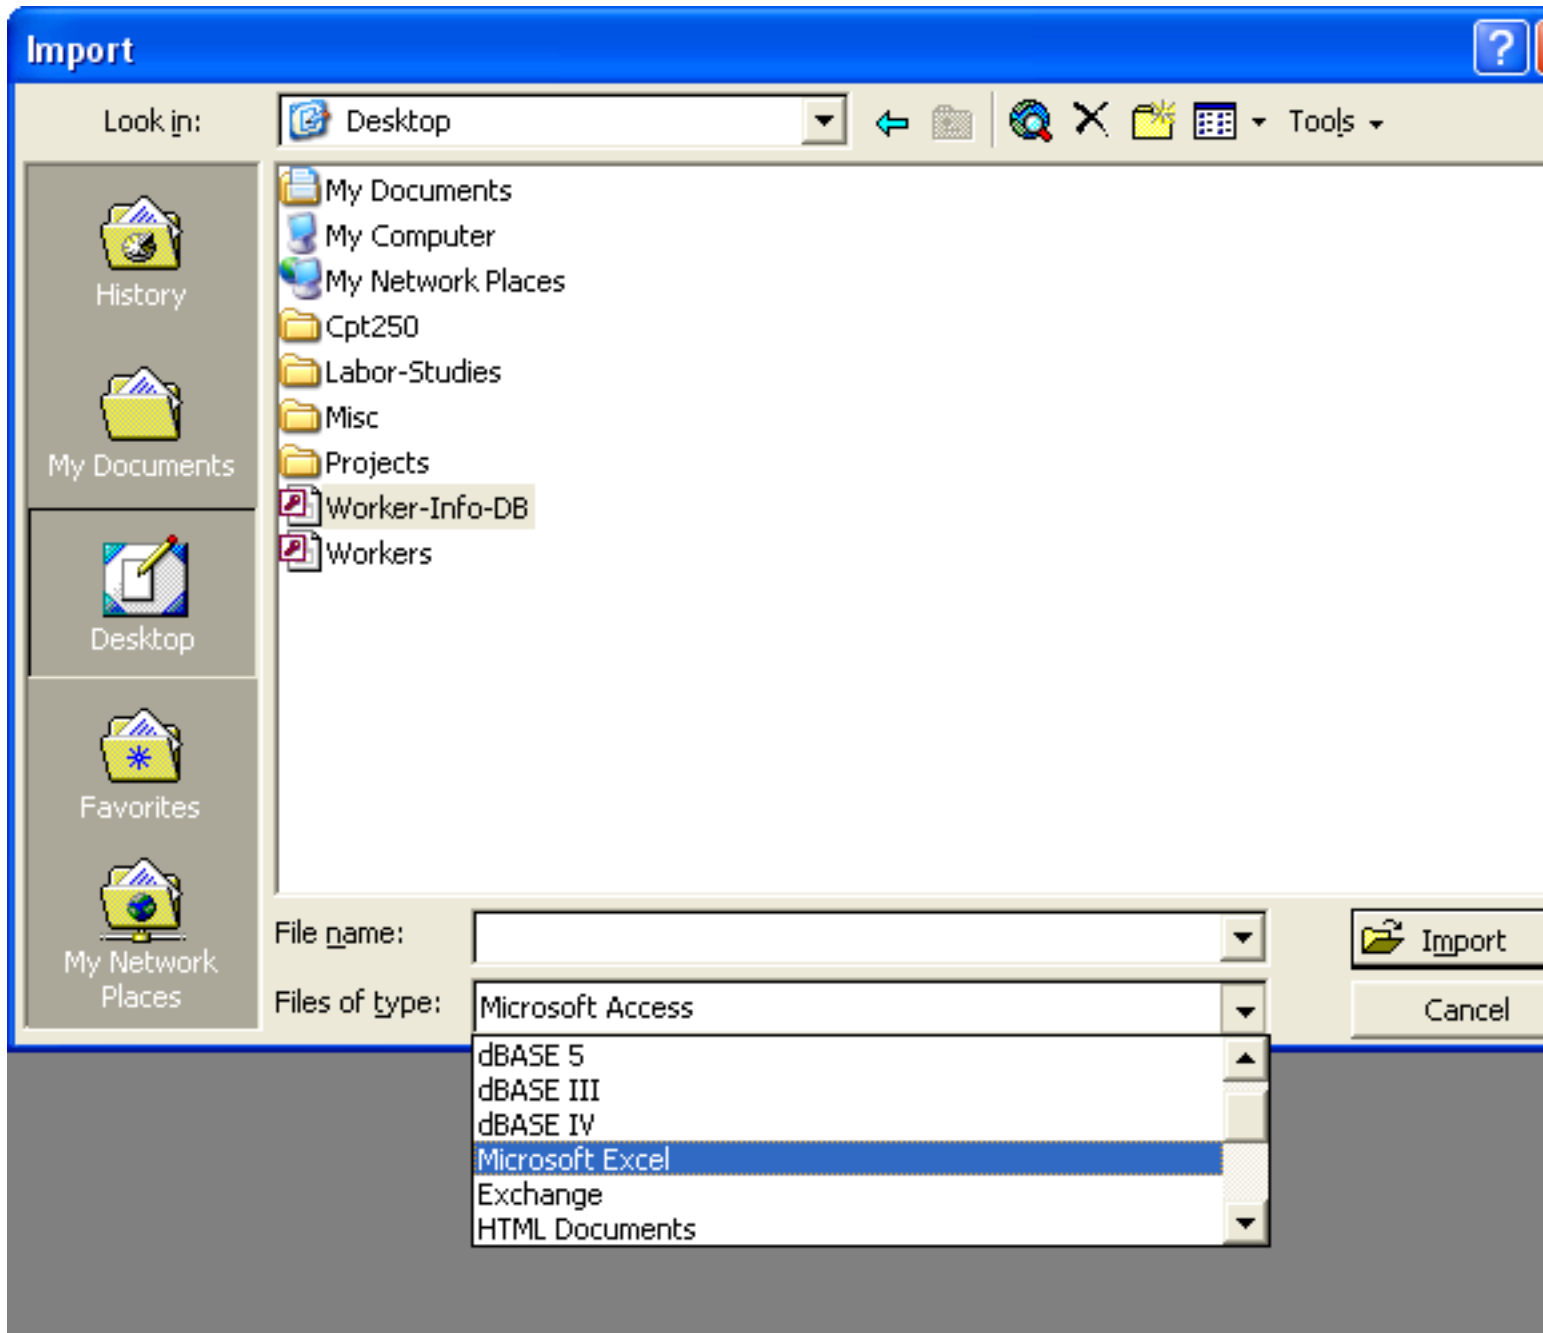 Import
?
Look in:
Desktop
Tools
My Documents
My Computer
My Network Places
Cpt250
Labor-Studies
Misc
Projects
Worker-Info-DB
Workers
History
My Documents
Desktop
Favorites
My Network
Places
File name:
Import
Files of type:
Microsoft Access
Cancel
dBASE 5
dBASE III
dBASE IV
Microsoft Excel
Exchange
HTML Documents